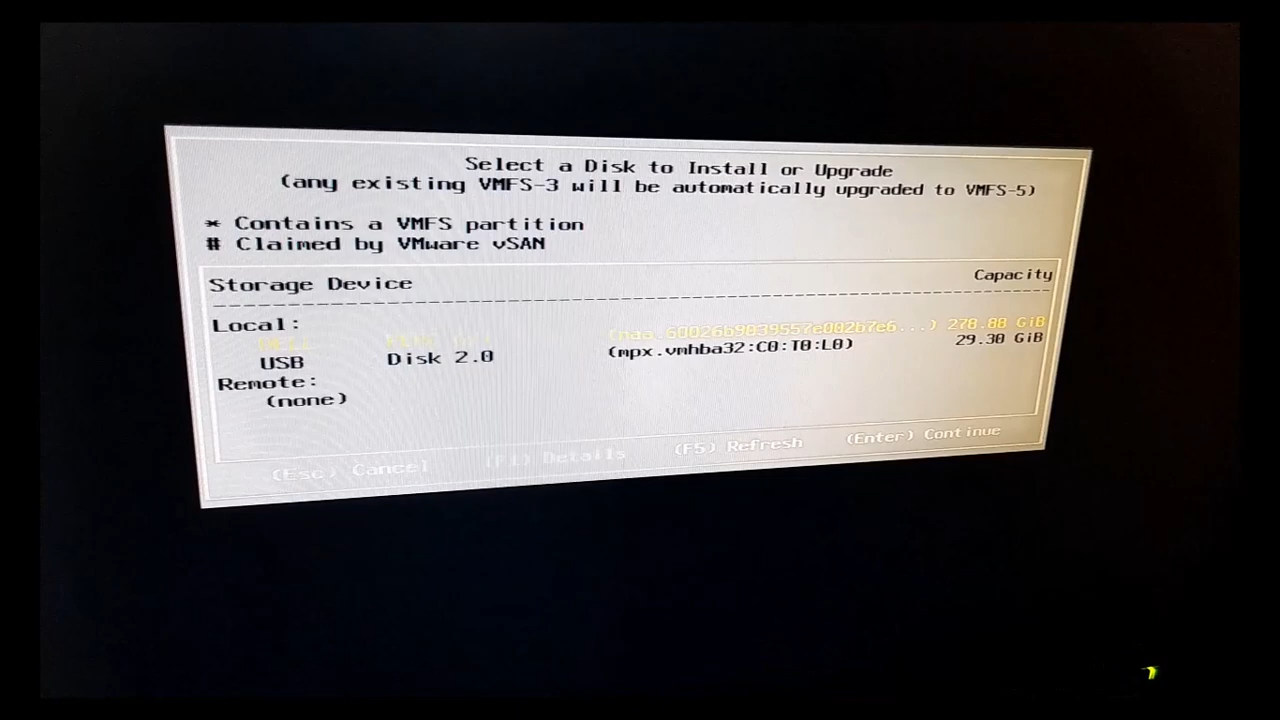 Select a Disk to Install or Upgrade
(any existing VMFS-3 will be automatically upgraded to VMFS-5)
* Contains a VMFS partition
# Claimed by VMware vSAN
Storage Device Capacity
Local:
(naa.60026b9039557e002b7e6...) 278.88 GiB
USB Disk 2.0 (mpx.vmhba32:C0:T0:L0) 29.30 GiB
Remote:
(none)
(Esc) Cancel (F1) Details (F5) Refresh (Enter) Continue